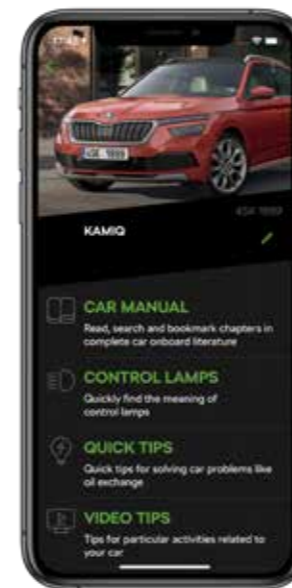 KAMIQ
CAR MANUAL
Read, search and bookmark chapters in
complete car onboard literature
CONTROL LAMPS
Quickly find the meaning of
control lamps
QUICK TIPS
Quick tips for solving car problems like
oil exchange
VIDEO TIPS
Tips for particular activities related to
your car